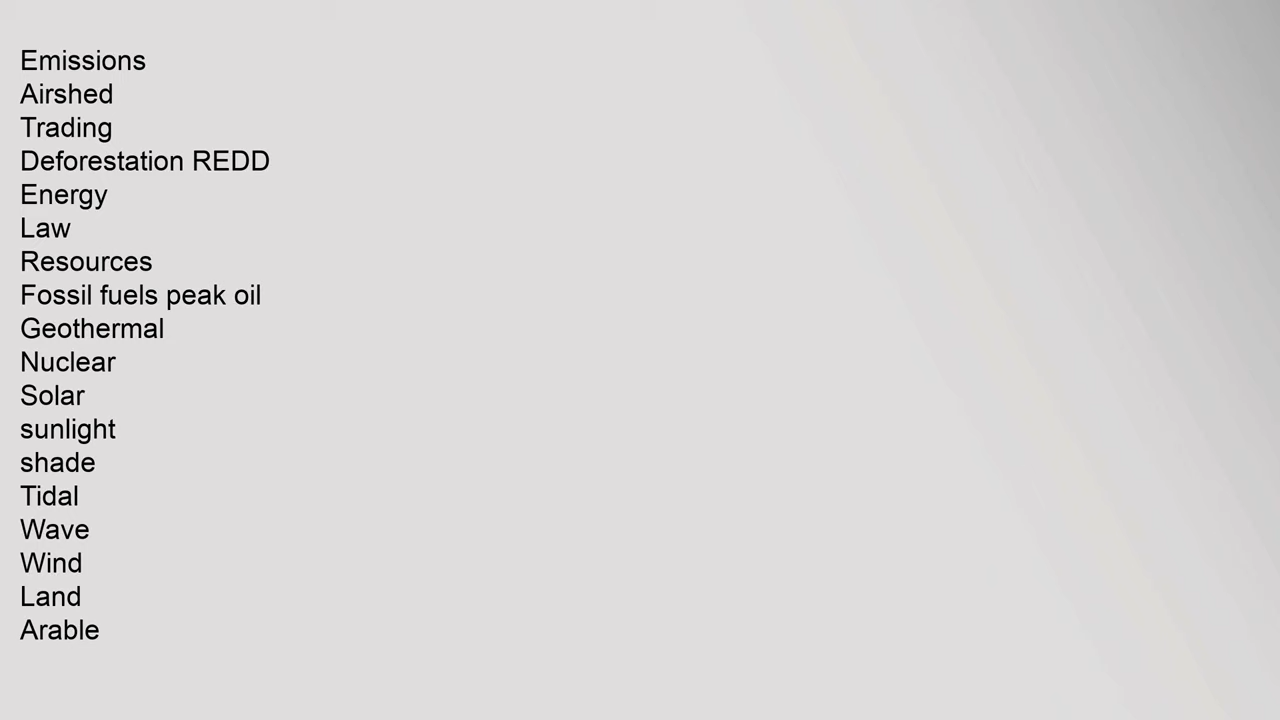 Emissions
Airshed
Trading
Deforestation REDD
Energy
Law
Resources
Fossil fuels peak oil
Geothermal
Nuclear
Solar
sunlight
shade
Tidal
Wave
Wind
Land
Arable